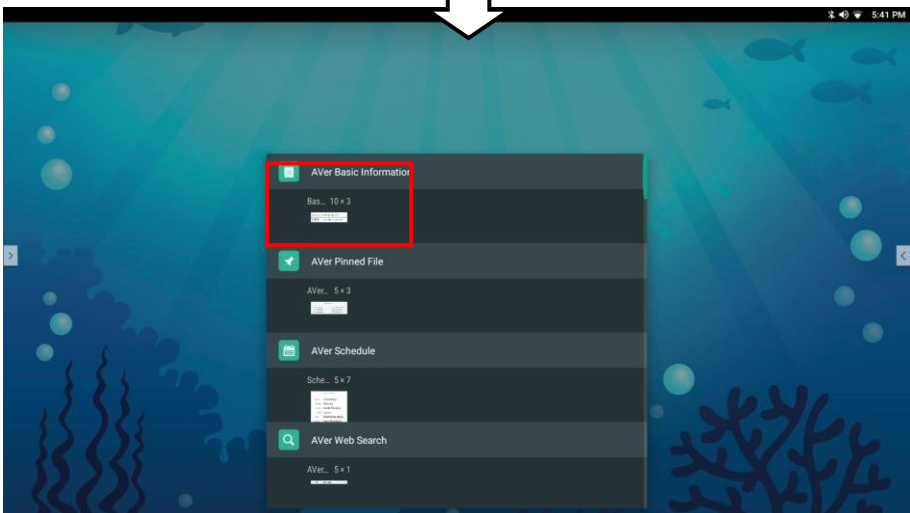 5:41 PM
AVer Basic Information
Bas... 10 × 3
AVer Pinned File
AVer... 5 × 3
AVer Schedule
Sche... 5 × 7
AVer Web Search
AVer... 5 × 1